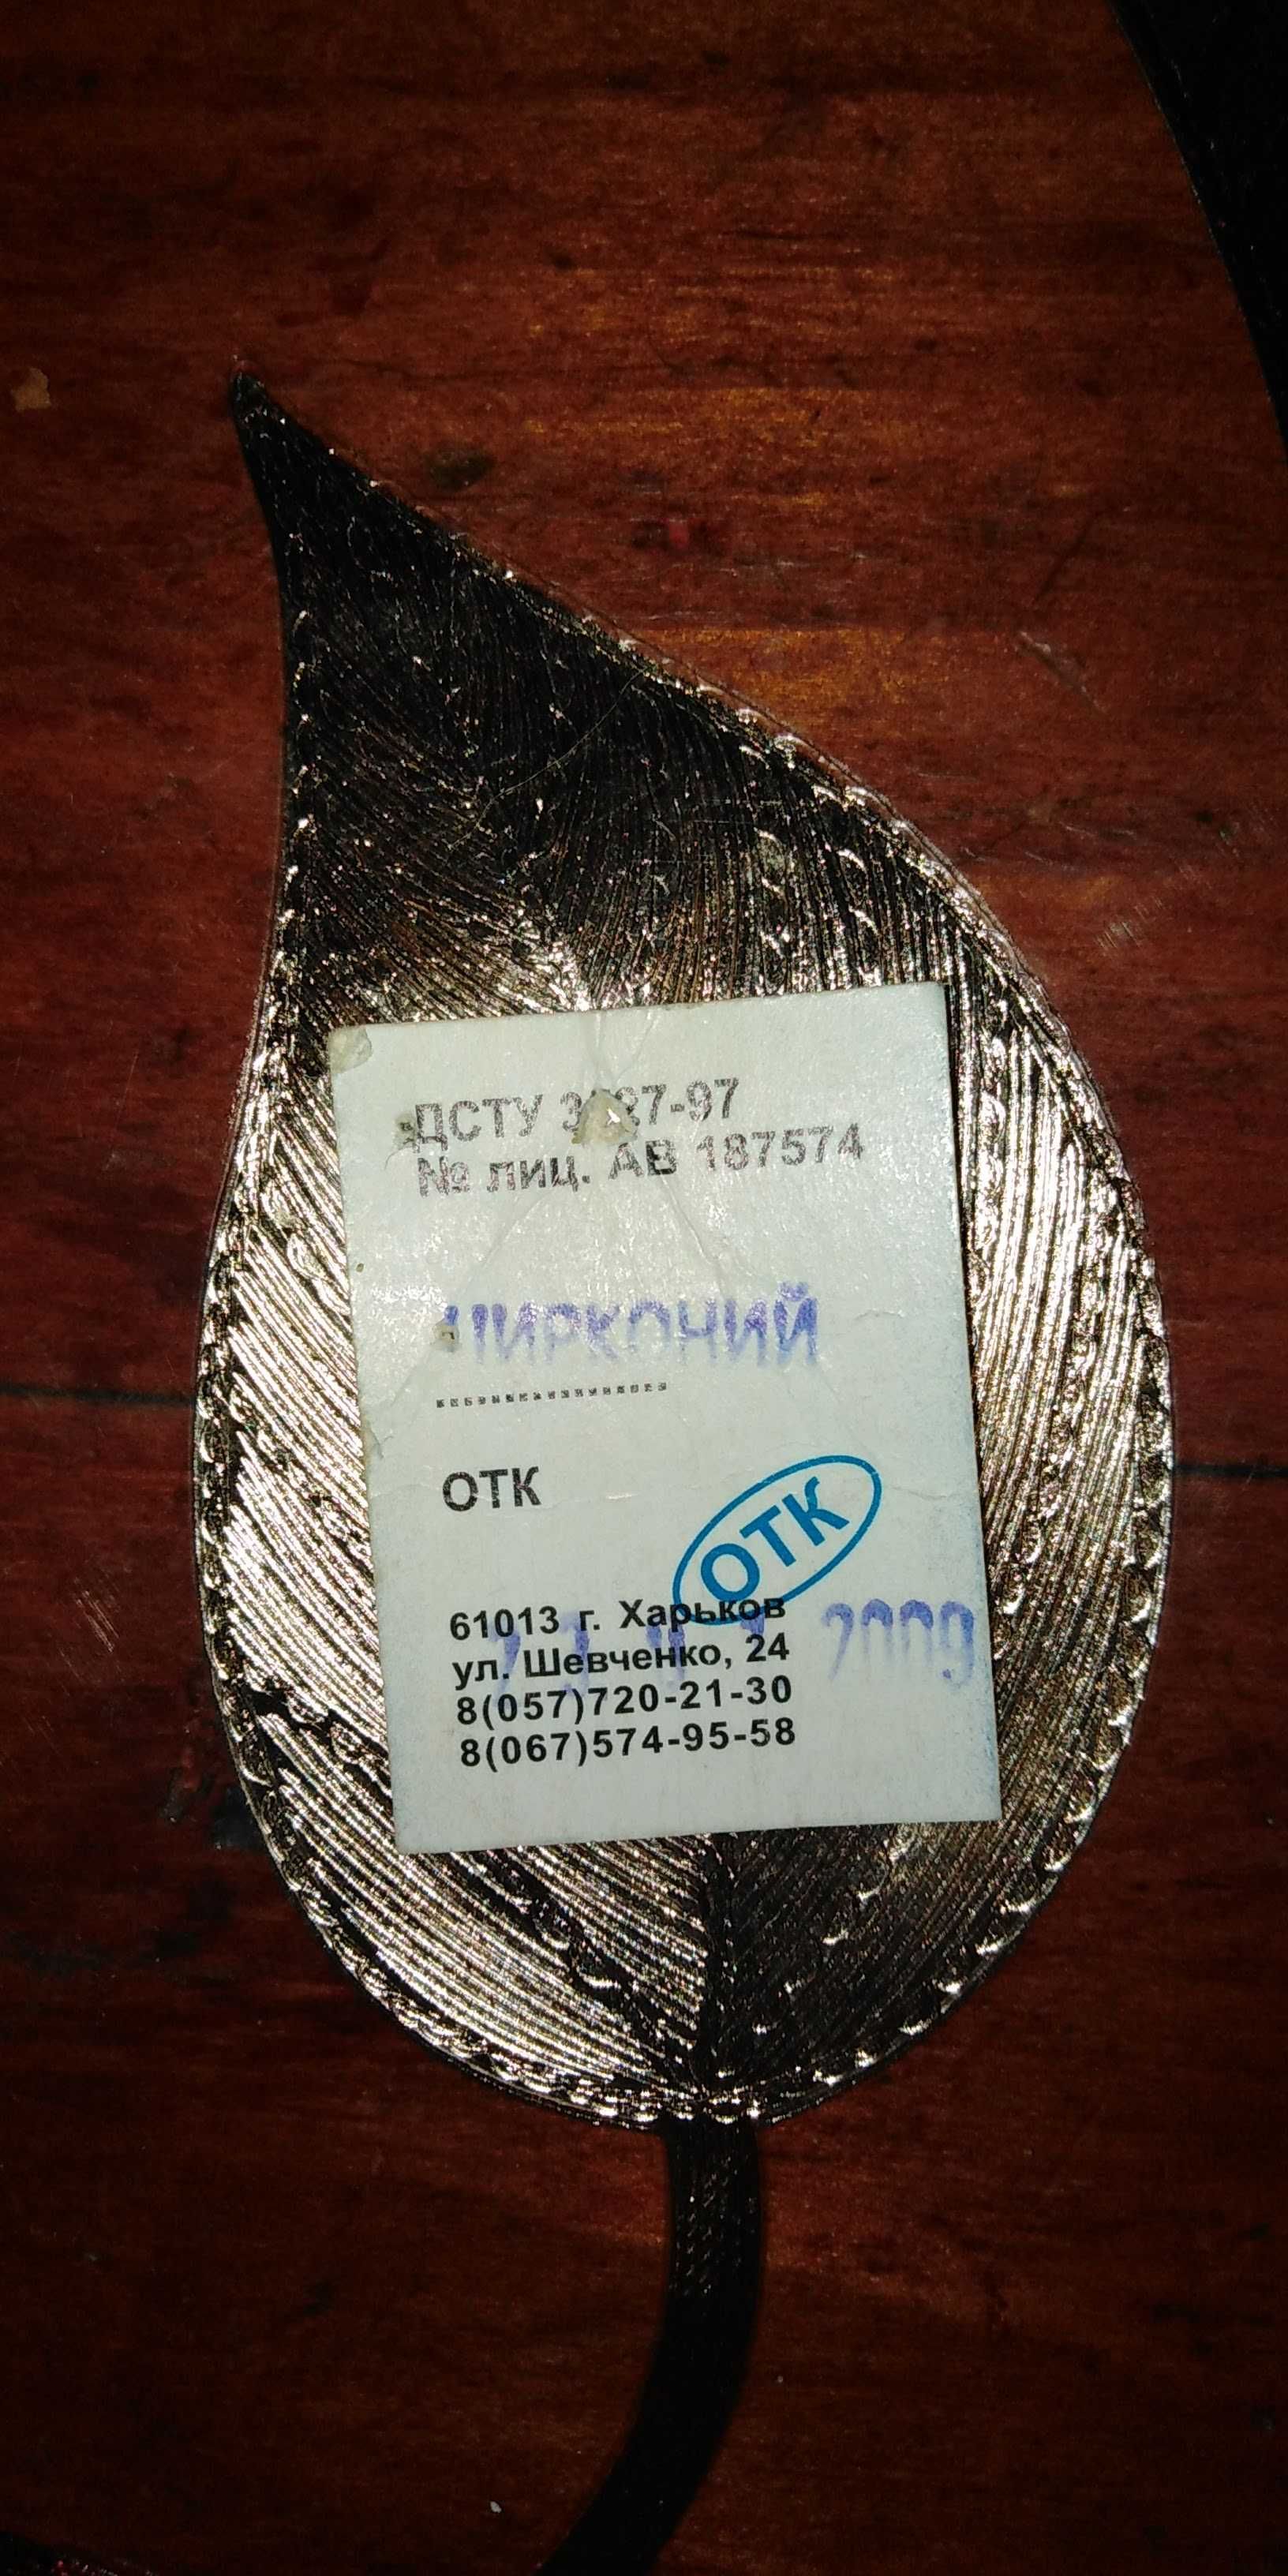 ДСТУ
№ лиц. АВ 187574
ЦИРКОНИЙ
ОТК
ОТК
61013 г. Харьков
2009
ул. Шевченко, 24
8(057)720-21-30
8(067)574-95-58